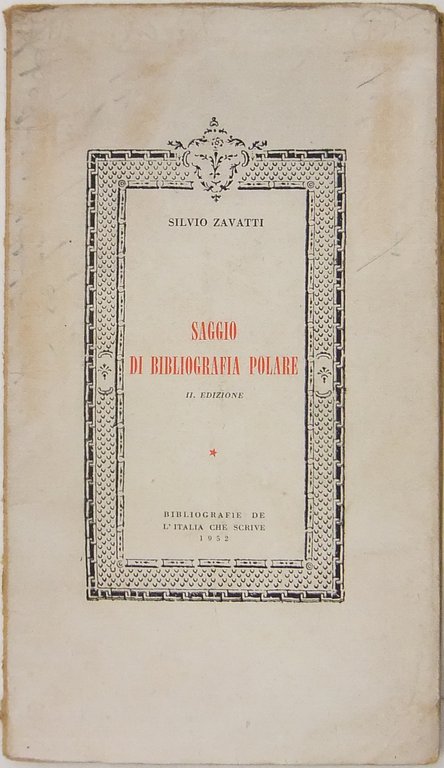 SILVIO ZAVATTI
SAGGIO
DI BIBLIOGRAFIA POLARE
II. EDIZIONE
BIBLIOGRAFIE DE
L'ITALIA CHE SCRIVE
1952